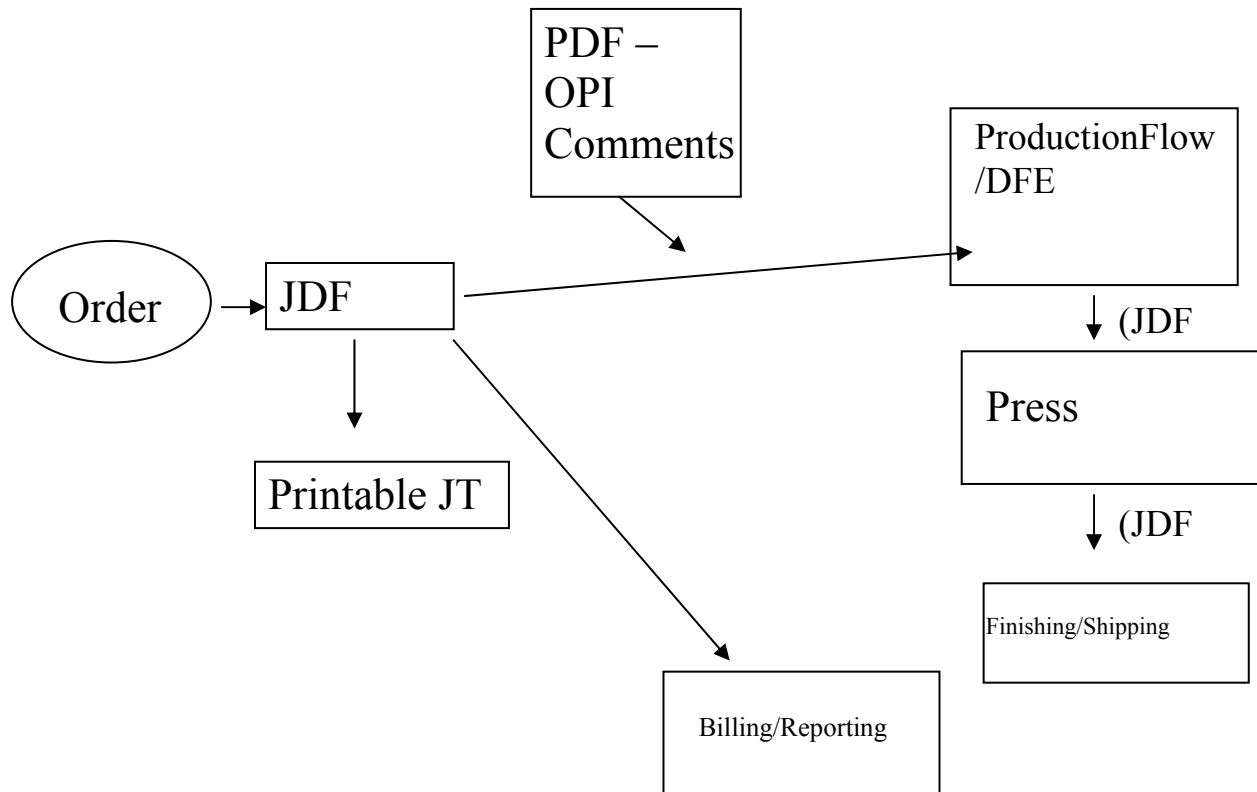 PDF –
OPI
Comments
ProductionFlow
/DFE
Order
JDF
(JDF
Press
Printable JT
(JDF
Finishing/Shipping
Billing/Reporting